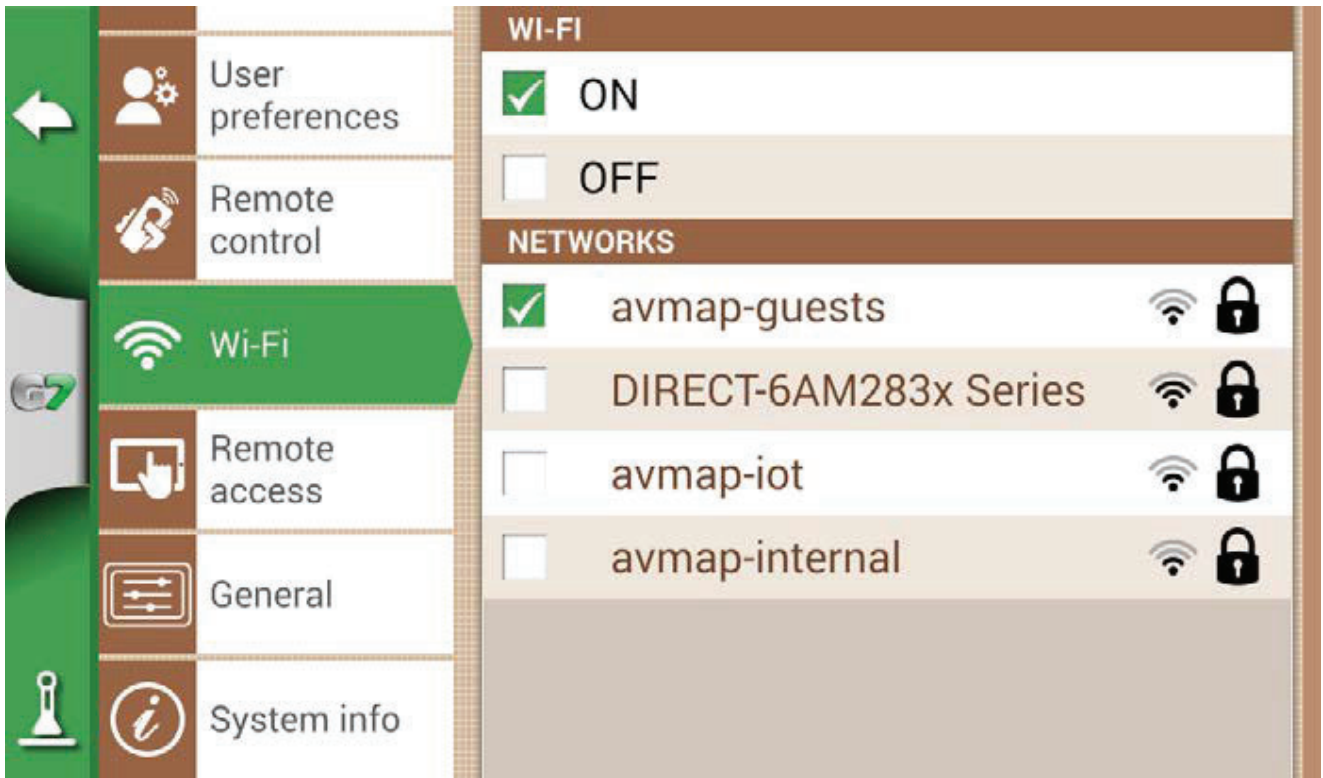 User
preferences
Remote
control
Wi-Fi
G7
Remote
access
General
System info
WI-FI
ON
OFF
NETWORKS
avmap-guests
DIRECT-6AM283x Series
avmap-iot
avmap-internal